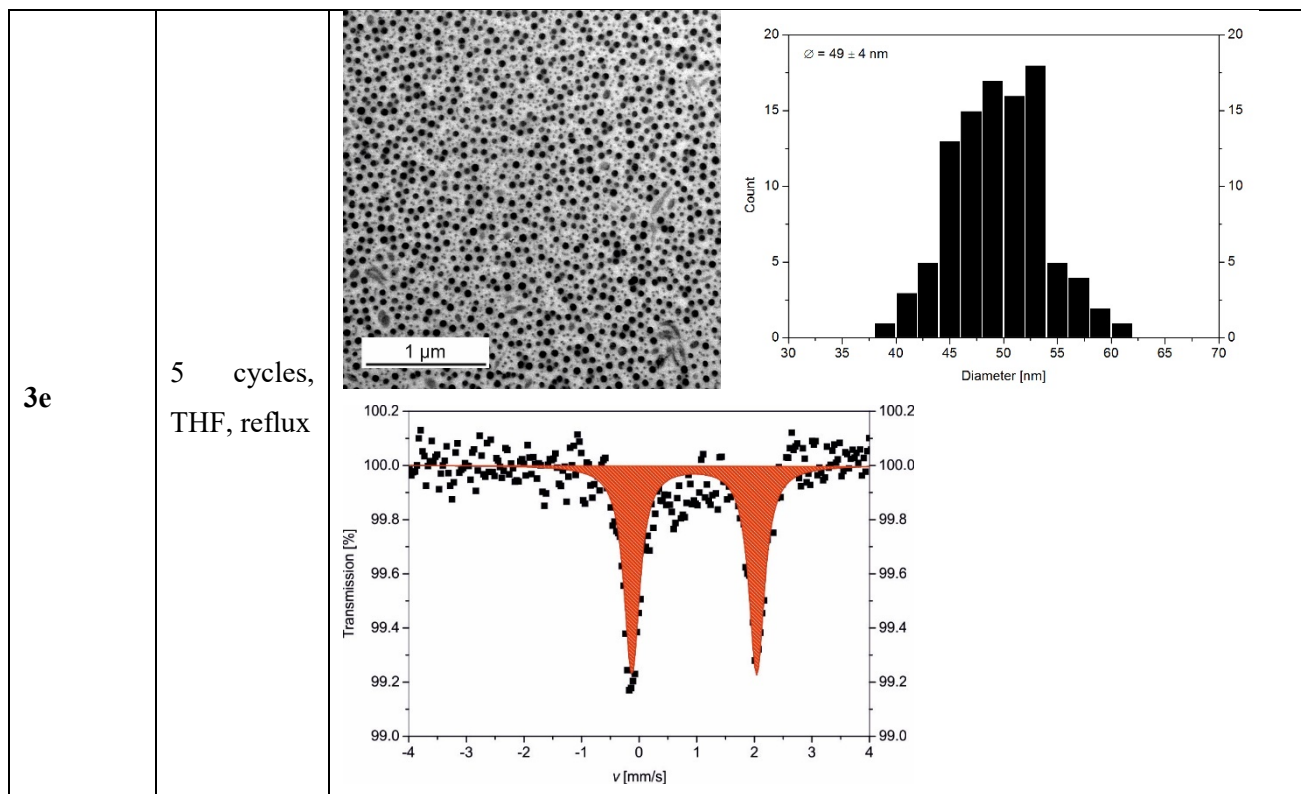 3e
5 cycles,
THF, reflux
1 µm
Ø = 49 ± 4 nm
20
15
10
5
0
Count
20
15
10
5
0
30 35 40 45 50 55 60 65 70
Diameter [nm]
100.2
100.0
99.8
99.6
99.4
99.2
99.0
Transmission [%]
100.2
100.0
99.8
99.6
99.4
99.2
99.0
-4 -3 -2 -1 0 1 2 3 4
v [mm/s]